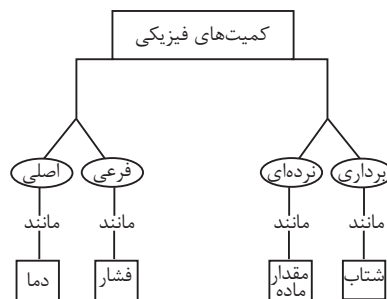 کمیت‌های فیزیکی
برداری
نرده‌ای
فرعی
اصلی
مانند
مانند
مانند
مانند
شتاب
مقدار
ماده
فشار
دما